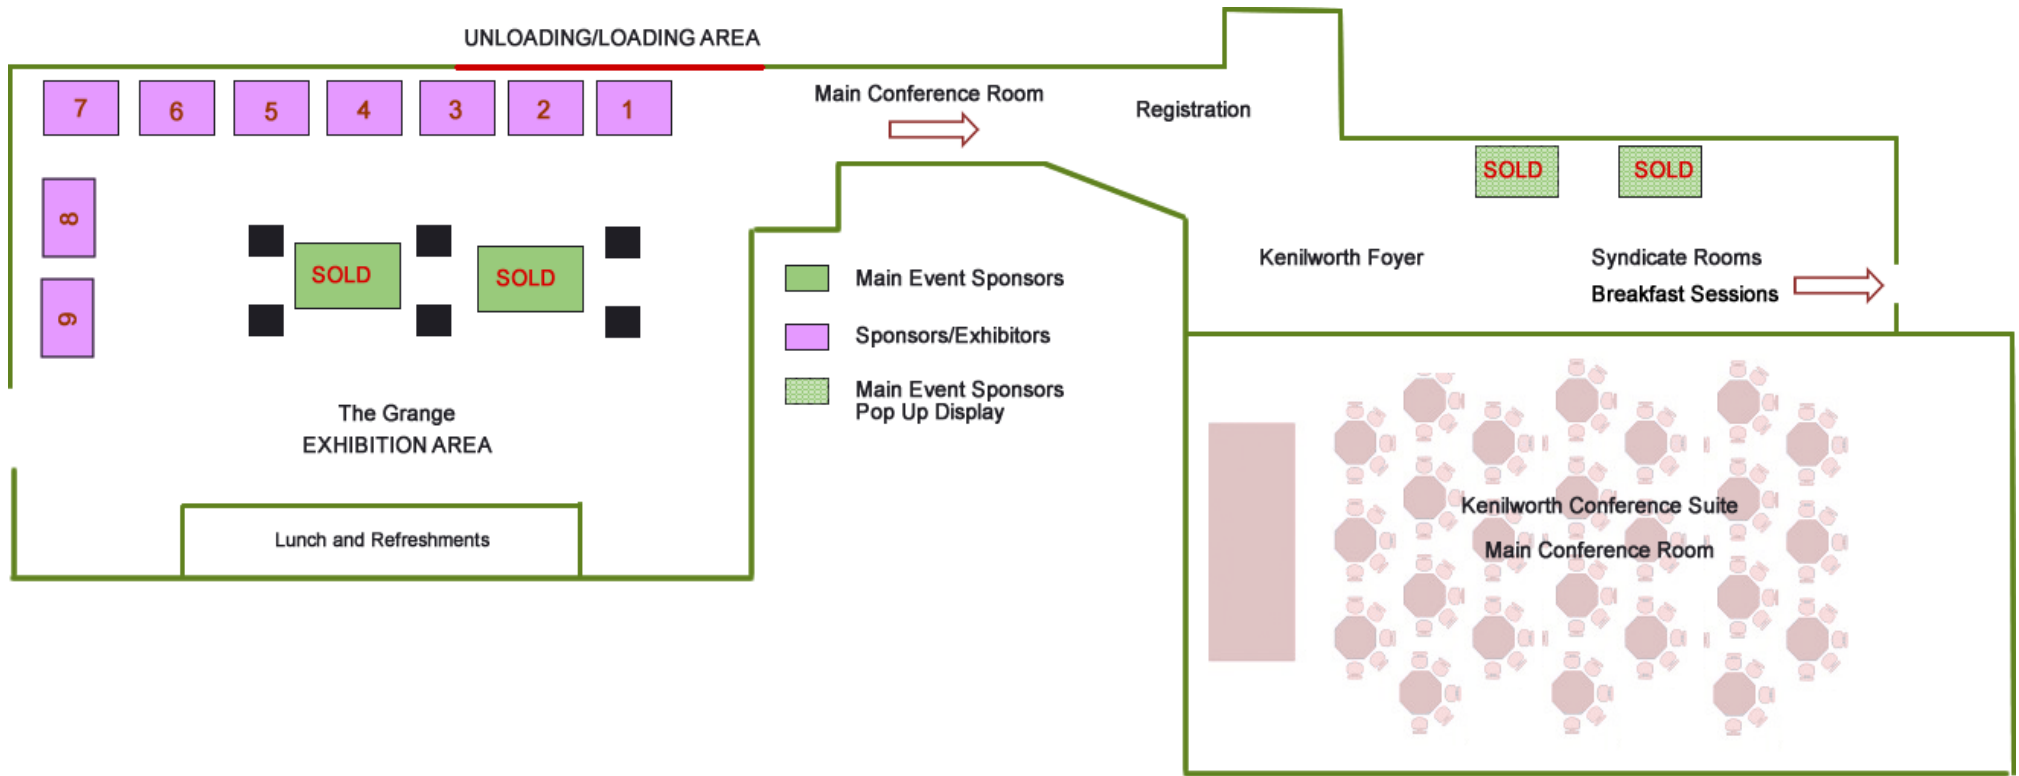 UNLOADING/LOADING AREA
7
6
5
4
3
2
1
Main Conference Room
Registration
SOLD
SOLD
8
9
SOLD
SOLD
Kenilworth Foyer
Syndicate Rooms
Breakfast Sessions
Main Event Sponsors
Sponsors/Exhibitors
Main Event Sponsors
Pop Up Display
The Grange
EXHIBITION AREA
Lunch and Refreshments
Kenilworth Conference Suite
Main Conference Room